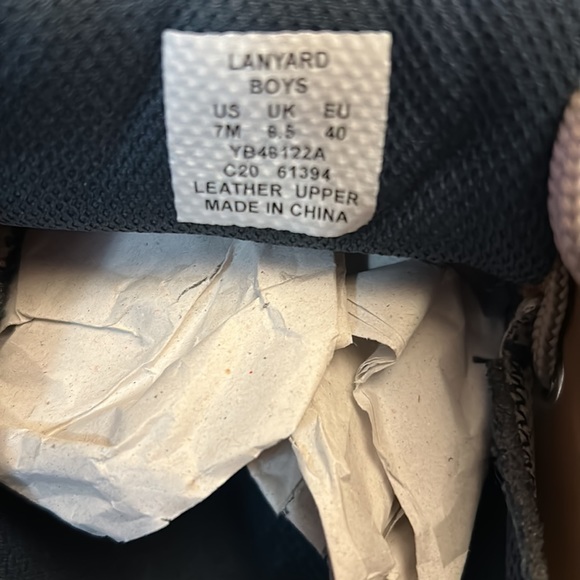 LANYARD
BOYS
US UK EU
7M 6.5 40
YB48122A
C20 61394
LEATHER UPPER
MADE IN CHINA